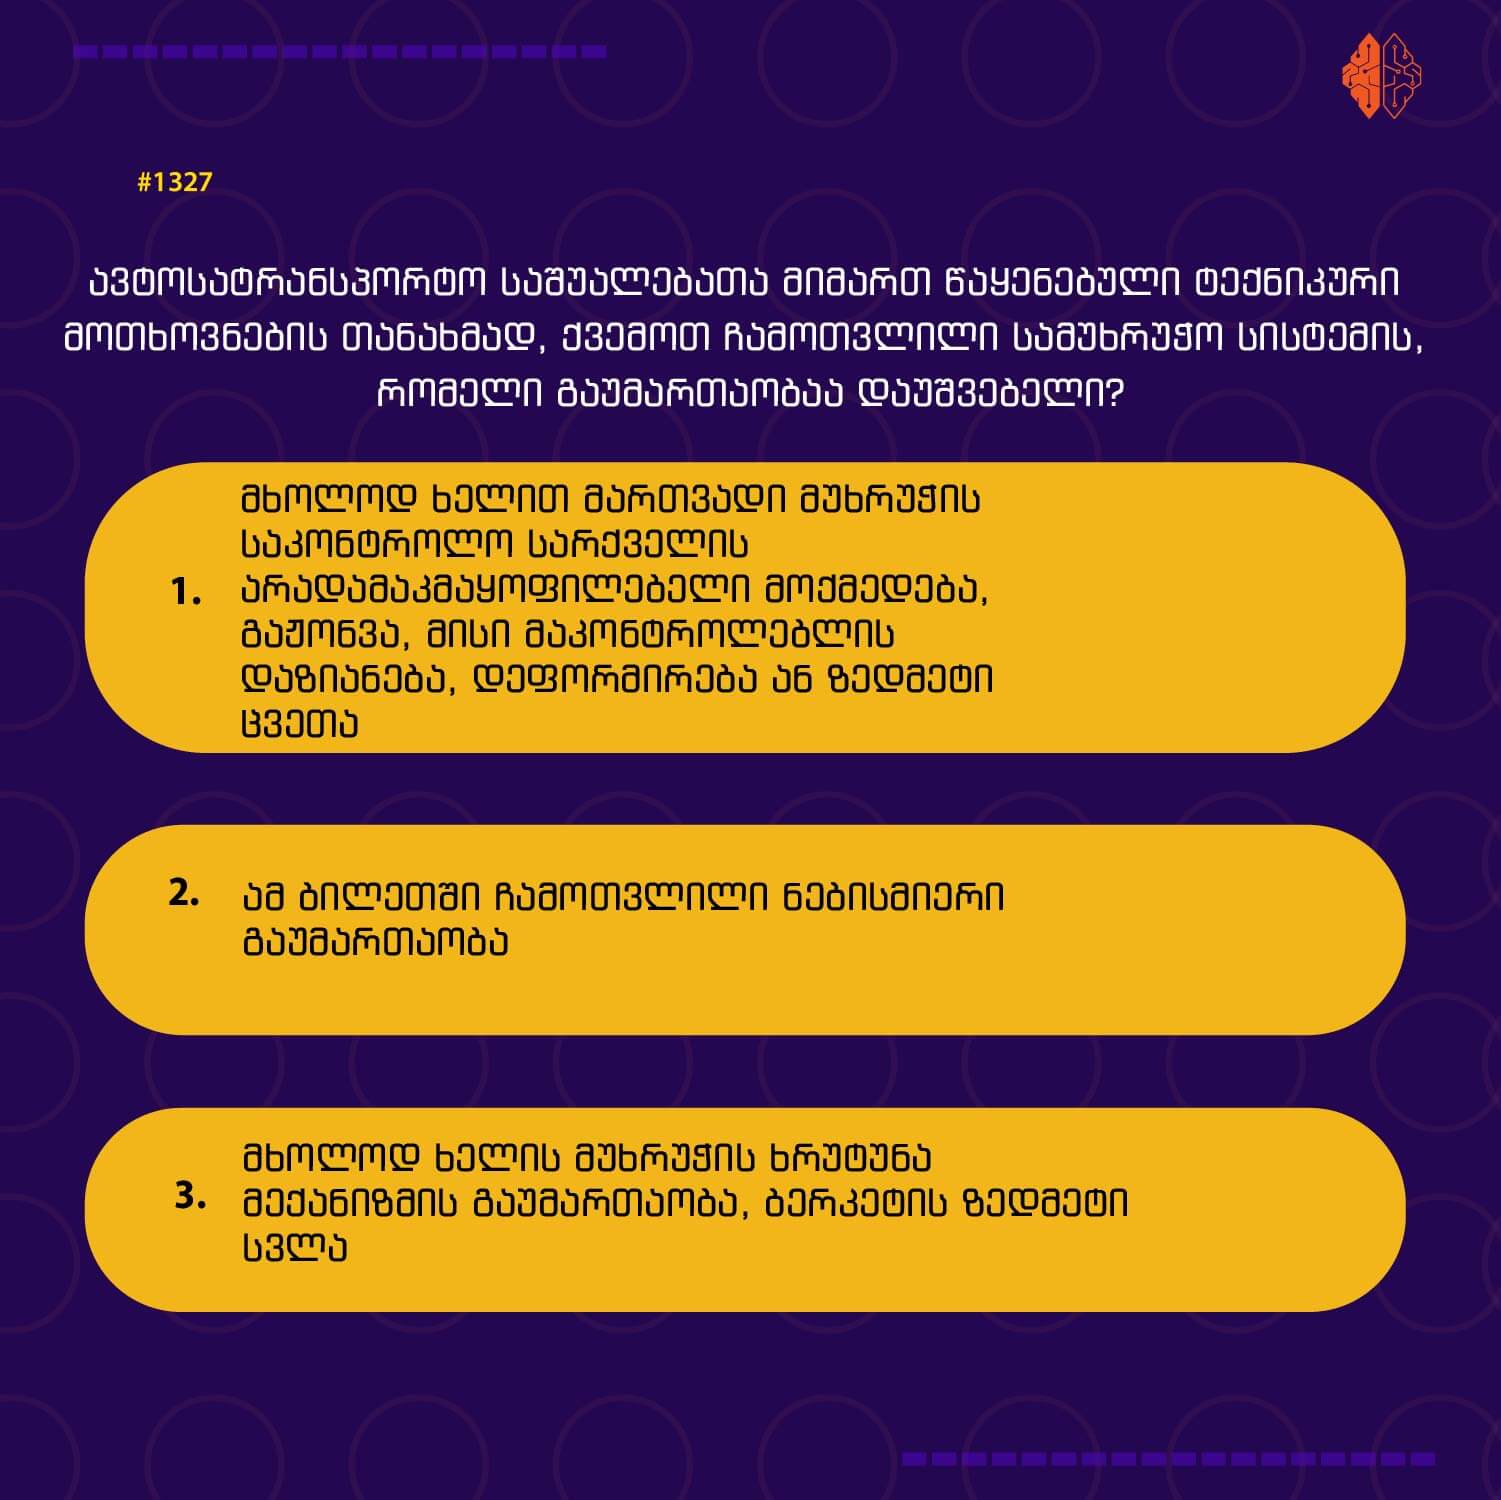 #1327
ავტოსატრანსპორტო საშუალებათა მიმართ წაყენებული ტექნიკური
მოთხოვნების თანახმად, ქვემოთ ჩამოთვლილი სამუხრუჭო სისტემის,
რომელი გაუმართაობაა დაუშვებელი?
მხოლოდ ხელით მართვადი მუხრუჭის
საკონტროლო სარქველის
1. არადამაკმაყოფილებელი მოქმედება,
გაჟონვა, მისი მაკონტროლებლის
დაზიანება, დეფორმირება ან ზედმეტი
ცვეთა
2. ამ ბილეთში ჩამოთვლილი ნებისმიერი
გაუმართაობა
მხოლოდ ხელის მუხრუჭის ხრუტუნა
3. მექანიზმის გაუმართაობა, ბერკეტის ზედმეტი
სვლა